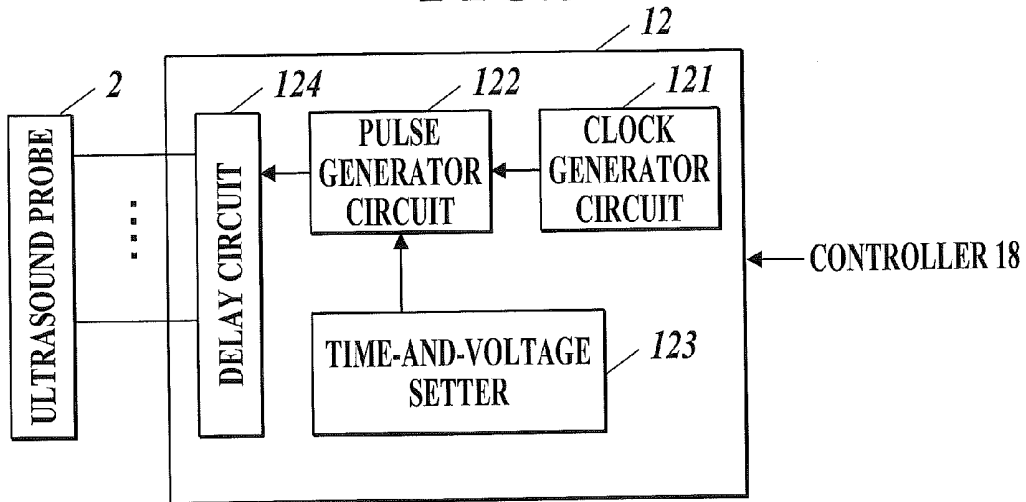 12
2
124
122
121
ULTRASOUND PROBE
DELAY CIRCUIT
PULSE
GENERATOR
CIRCUIT
CLOCK
GENERATOR
CIRCUIT
CONTROLLER 18
TIME-AND-VOLTAGE
SETTER
123